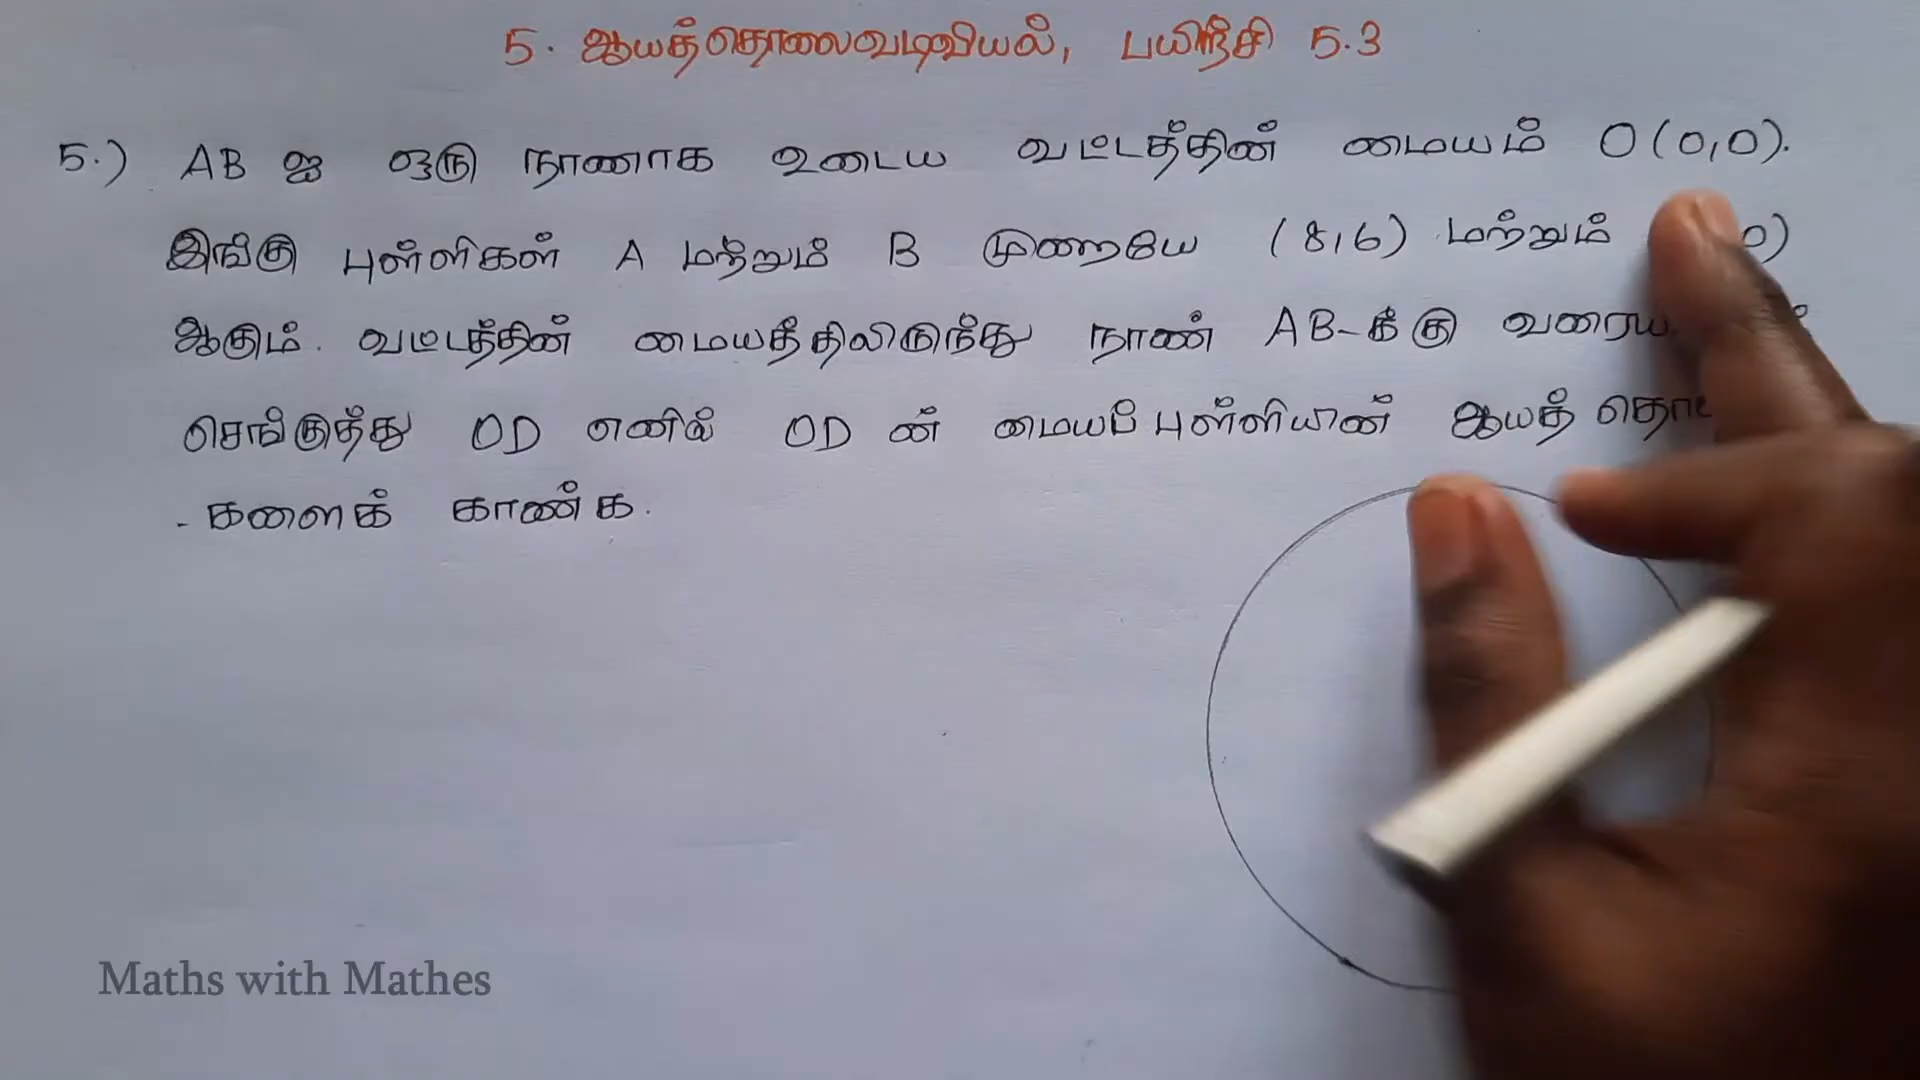 5. ஆயத்தொலைவடிவியல், பயிற்சி 5.3
5.) AB ஐ ஒரு நாணாக உடைய வட்டத்தின் மையம் O (0,0).
இங்கு புள்ளிகள் A மற்றும் B முறையே (8,6) மற்றும் 0)
ஆகும். வட்டத்தின் மையத்திலிருந்து நாண் AB-க்கு
செங்குத்து OD எனில் OD ன் மையப்புள்ளியின் ஆயத்
- களைக் காண்க.
Maths with Mathes